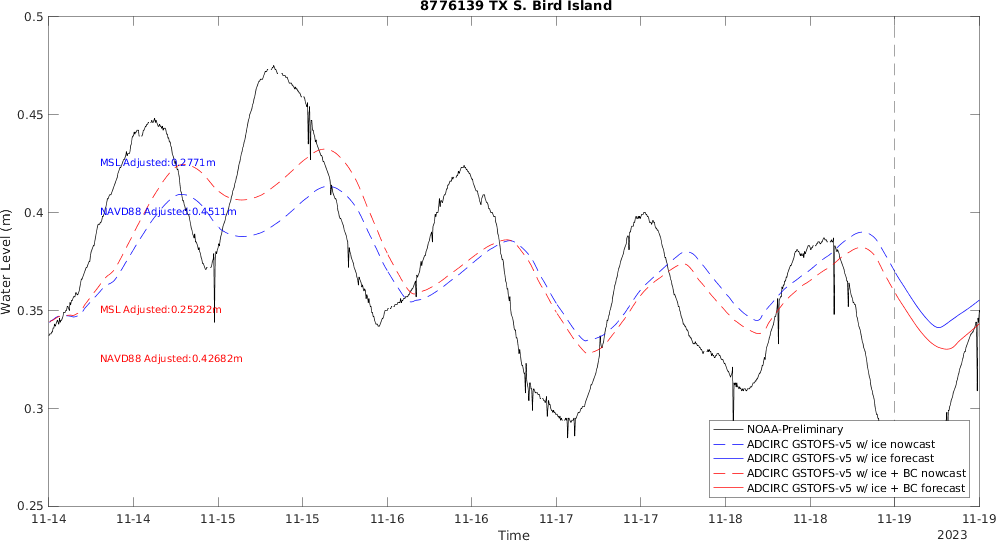 8776139 TX S. Bird Island
0.5
0.45
0.4
0.35
0.3
0.25
Water Level (m)
MSL Adjusted:0.2771m
NAVD88 Adjusted:0.4511m
MSL Adjusted:0.25282m
NAVD88 Adjusted:0.42682m
NOAA-Preliminary
ADCIRC GSTOFS-v5 w/ ice nowcast
ADCIRC GSTOFS-v5 w/ ice forecast
ADCIRC GSTOFS-v5 w/ ice + BC nowcast
ADCIRC GSTOFS-v5 w/ ice + BC forecast
11-14 11-14 11-15 11-15 11-16 11-16 11-17 11-17 11-18 11-18 11-19 11-19
Time
2023